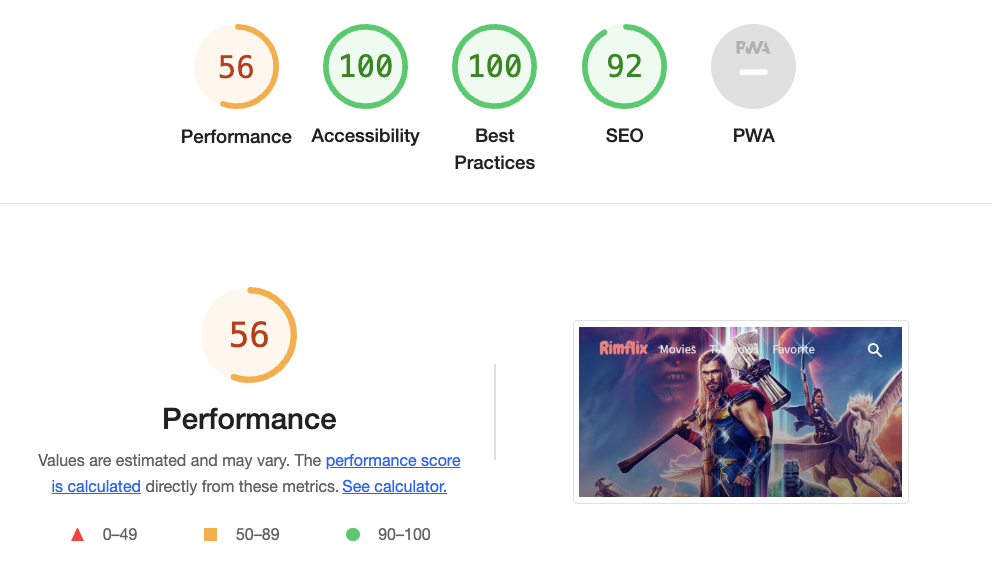 56
100
100
92
PWA
Performance
Accessibility
Best
Practices
SEO
PWA
56
Performance
Values are estimated and may vary. The performance score
is calculated directly from these metrics. See calculator.
0–49
50–89
90–100
Rimflix Movies Tv Shows Favorite